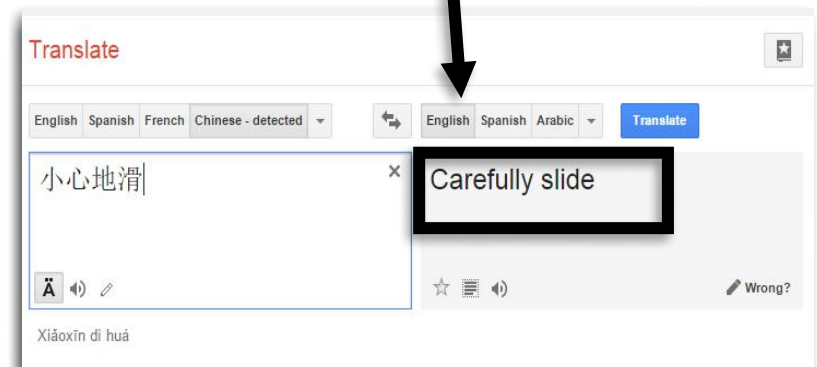 Translate
English Spanish French Chinese - detected
English Spanish Arabic
Translate
小心地滑
×
Carefully slide
Ä
Wrong?
Xiǎoxīn dì huá